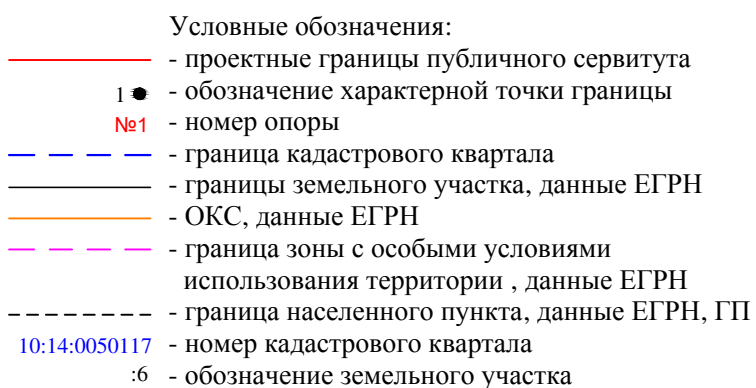 Условные обозначения:
- проектные границы публичного сервитута
1 - обозначение характерной точки границы
№1 - номер опоры
- граница кадастрового квартала
- границы земельного участка, данные ЕГРН
- ОКС, данные ЕГРН
- граница зоны с особыми условиями
использования территории , данные ЕГРН
- граница населенного пункта, данные ЕГРН, ГП
10:14:0050117 - номер кадастрового квартала
:6 - обозначение земельного участка